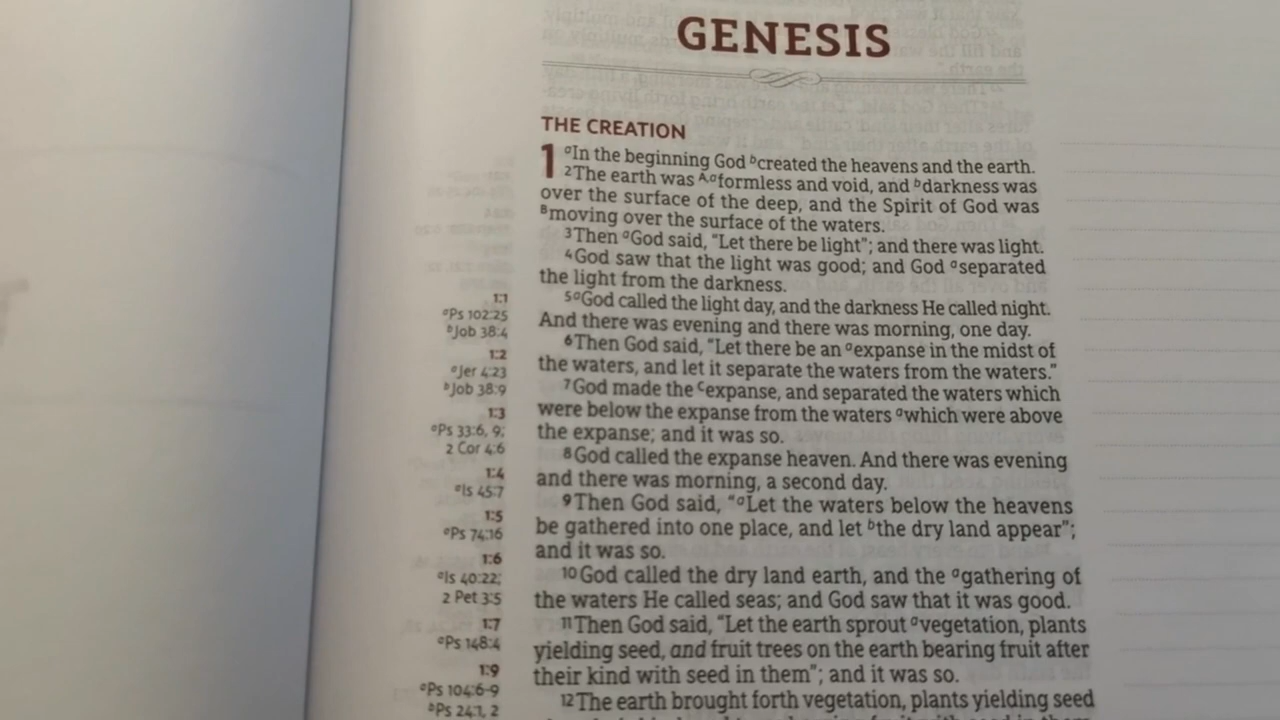 GENESIS
THE CREATION
1 aIn the beginning God bcreated the heavens and the earth.
2The earth was A,aformless and void, and bdarkness was
over the surface of the deep, and the Spirit of God was
Bmoving over the surface of the waters.
3Then aGod said, "Let there be light"; and there was light.
4God saw that the light was good; and God aseparated
the light from the darkness.
5aGod called the light day, and the darkness He called night.
And there was evening and there was morning, one day.
6Then God said, "Let there be an aexpanse in the midst of
the waters, and let it separate the waters from the waters."
7God made the Cexpanse, and separated the waters which
were below the expanse from the waters awhich were above
the expanse; and it was so.
8God called the expanse heaven. And there was evening
and there was morning, a second day.
9Then God said, "aLet the waters below the heavens
be gathered into one place, and let bthe dry land appear";
and it was so.
10God called the dry land earth, and the agathering of
the waters He called seas; and God saw that it was good.
11Then God said, "Let the earth sprout avegetation, plants
yielding seed, and fruit trees on the earth bearing fruit after
their kind with seed in them"; and it was so.
12The earth brought forth vegetation, plants yielding seed
1:1
aPs 102:25
bJob 38:4
1:2
aJer 4:23
bJob 38:9
1:3
aPs 33:6, 9;
2 Cor 4:6
1:4
aIs 45:7
1:5
aPs 74:16
1:6
aIs 40:22;
2 Pet 3:5
1:7
aPs 148:4
1:9
aPs 104:6-9
bPs 24:1, 2